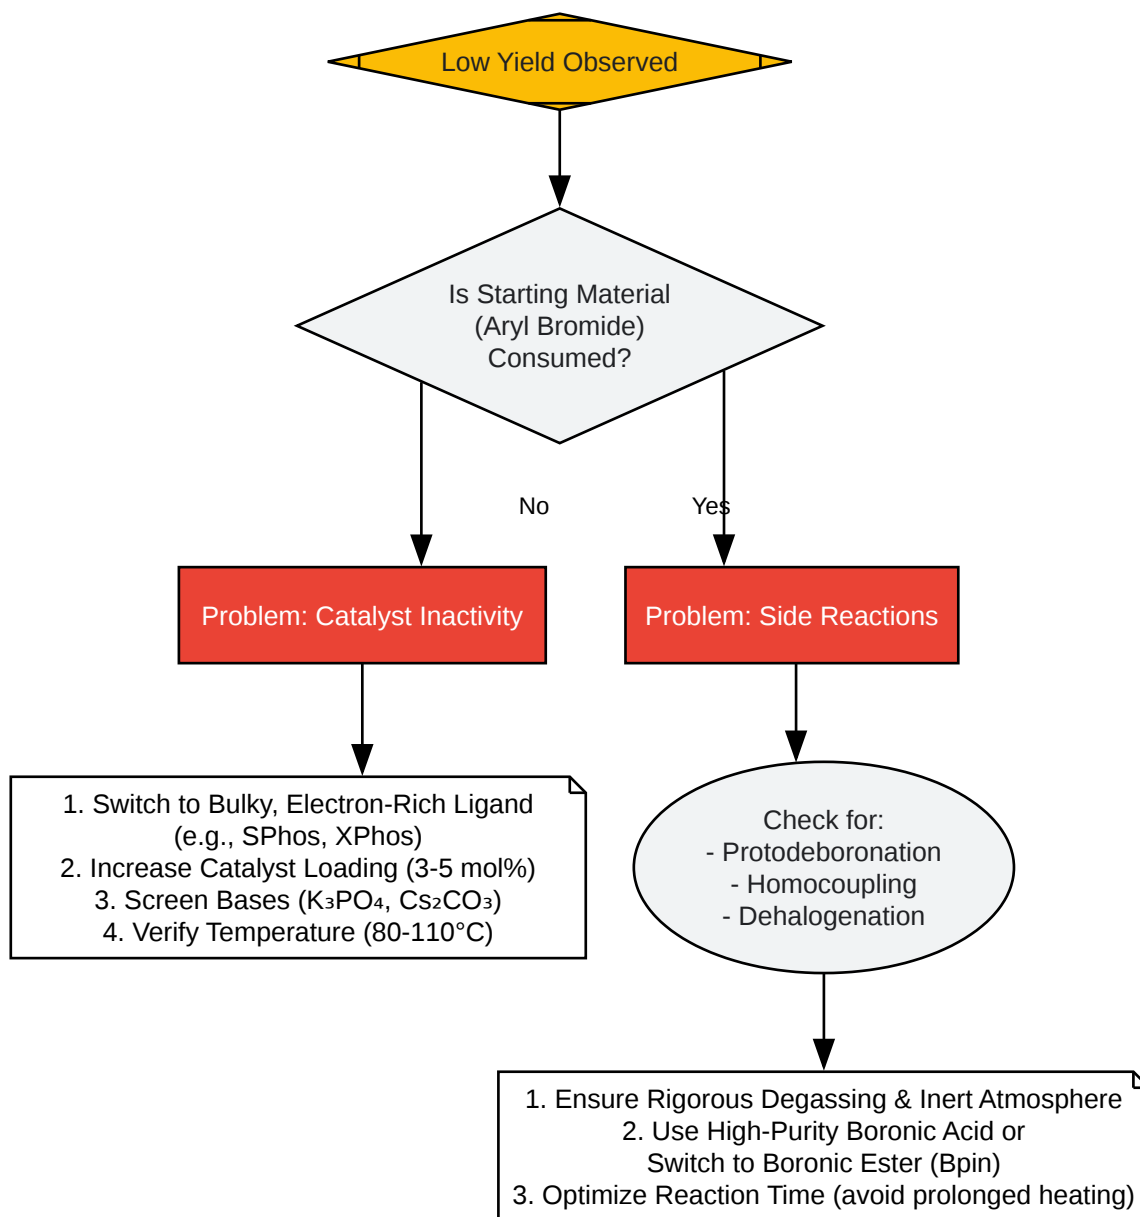 Low Yield Observed
Is Starting Material
(Aryl Bromide)
Consumed?
No
Yes
Problem: Catalyst Inactivity
Problem: Side Reactions
1. Switch to Bulky, Electron-Rich Ligand
(e.g., SPhos, XPhos)
2. Increase Catalyst Loading (3-5 mol%)
3. Screen Bases (K₃PO₄, Cs₂CO₃)
4. Verify Temperature (80-110°C)
Check for:
- Protodeboronation
- Homocoupling
- Dehalogenation
1. Ensure Rigorous Degassing & Inert Atmosphere
2. Use High-Purity Boronic Acid or
Switch to Boronic Ester (Bpin)
3. Optimize Reaction Time (avoid prolonged heating)